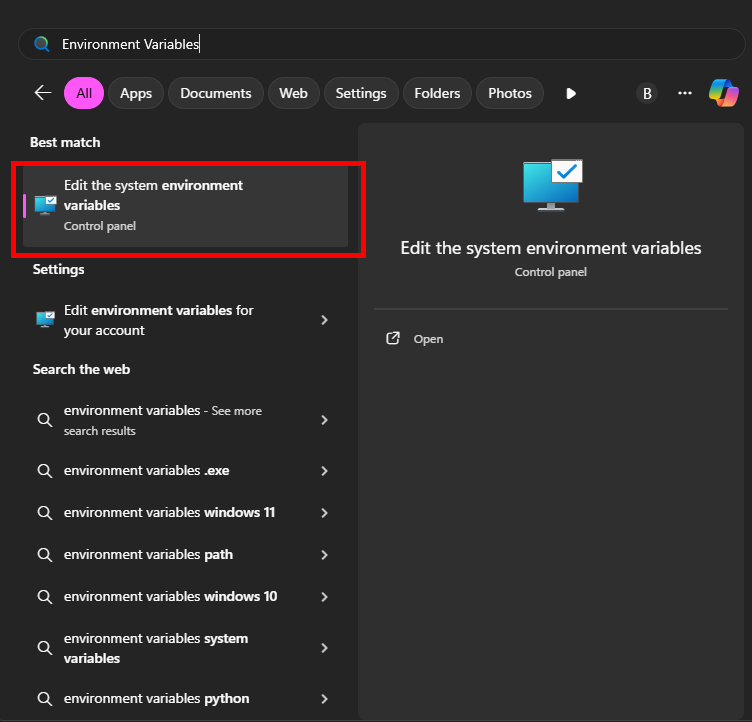 Environment Variables
All
Apps
Documents
Web
Settings
Folders
Photos
B
Best match
Edit the system environment
variables
Control panel
Settings
Edit environment variables for
your account
Search the web
environment variables - See more
search results
environment variables .exe
environment variables windows 11
environment variables path
environment variables windows 10
environment variables system
variables
environment variables python
Edit the system environment variables
Control panel
Open